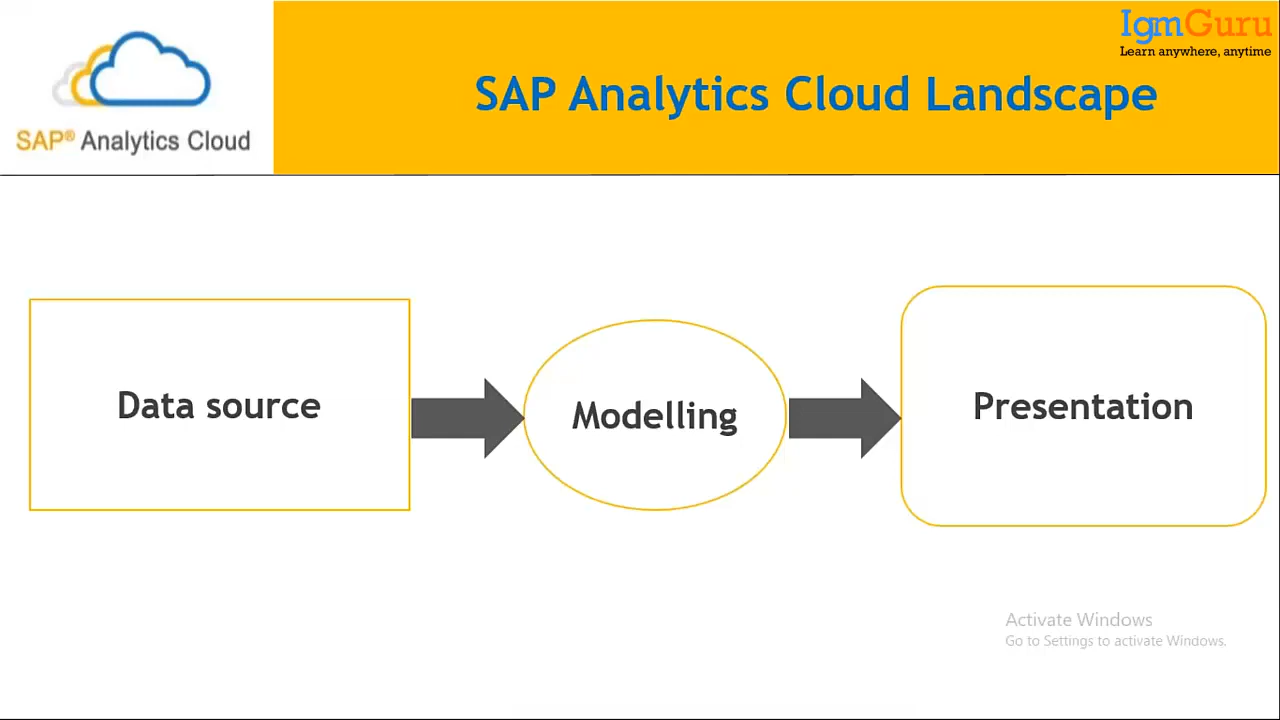 IgmGuru
Learn anywhere, anytime
SAP® Analytics Cloud
SAP Analytics Cloud Landscape
Data source
Modelling
Presentation
Activate Windows
Go to Settings to activate Windows.